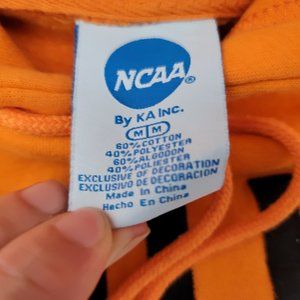 NCAA®
By KA Inc.
M M
60% COTTON
40% POLYESTER
60% ALGODON
40% POLIESTER
EXCLUSIVE OF DECORATION
EXCLUSIVO DE DECORACION
Made in China
Hecho En China